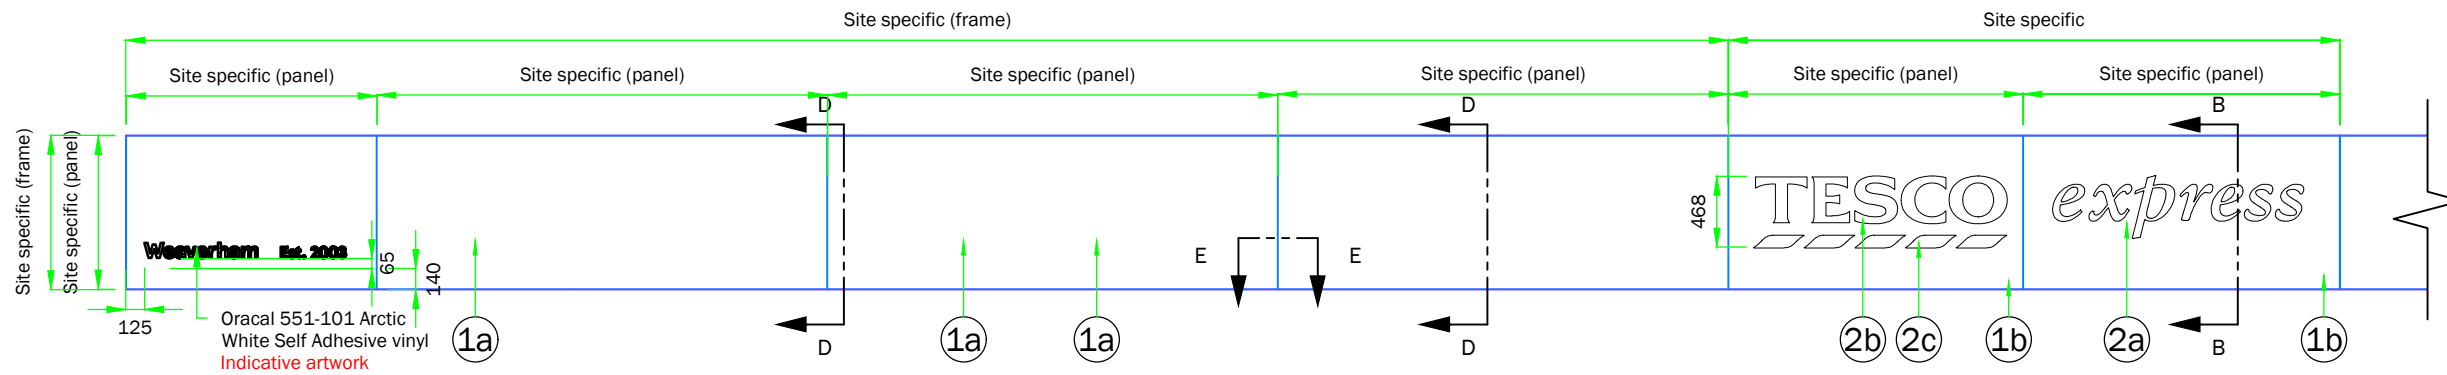 Site specific (frame)
Site specific
Site specific (panel)
Site specific (panel)
Site specific (panel)
Site specific (panel)
Site specific (panel)
Site specific (panel)
D
D
B
Site specific (frame)
Site specific (panel)
468
TESCO
express
Weaverham Est. 2003
65
140
E
E
125
Oracal 551-101 Arctic
White Self Adhesive vinyl
Indicative artwork
1a
D
1a
1a
D
2b
2c
1b
2a
B
1b